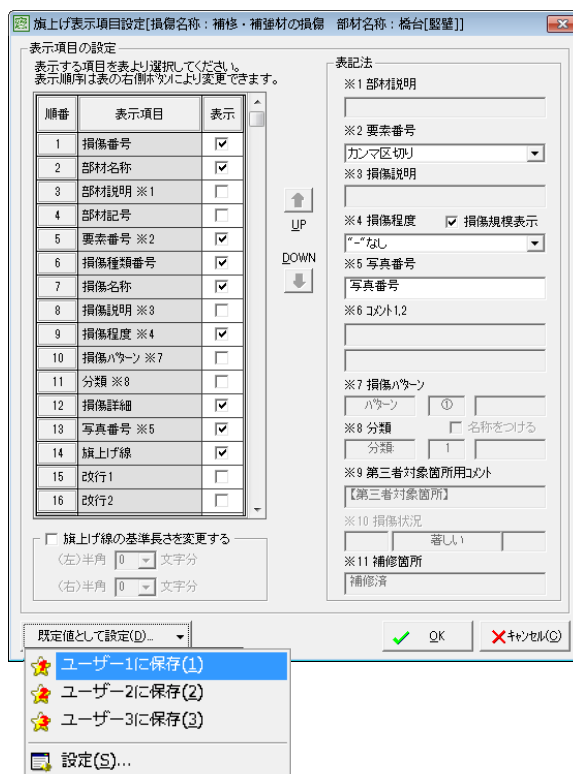 旗上げ表示項目設定[損傷名称：補修・補強材の損傷　部材名称：橋台[竪壁]]
表示項目の設定
表示する項目を表より選択してください。
表示順序は表の右側ボタンにより変更できます。
順番 表示項目 表示
1 損傷番号
2 部材名称
3 部材説明 ※1
4 部材記号
5 要素番号 ※2
6 損傷種類番号
7 損傷名称
8 損傷説明 ※3
9 損傷程度 ※4
10 損傷パターン ※7
11 分類 ※8
12 損傷詳細
13 写真番号 ※5
14 旗上げ線
15 改行1
16 改行2
UP
DOWN
旗上げ線の基準長さを変更する
(左)半角 0 文字分
(右)半角 0 文字分
表記法
※1 部材説明
※2 要素番号
カンマ区切り
※3 損傷説明
※4 損傷程度 損傷規模表示
"-"なし
※5 写真番号
写真番号
※6 コメント1,2
※7 損傷パターン
パターン ①
※8 分類 名称をつける
分類: 1
※9 第三者対象箇所用コメント
【第三者対象箇所】
※10 損傷状況
著しい
※11 補修箇所
補修済
既定値として設定(D)... OK キャンセル(C)
ユーザー1に保存(1)
ユーザー2に保存(2)
ユーザー3に保存(3)
設定(S)...